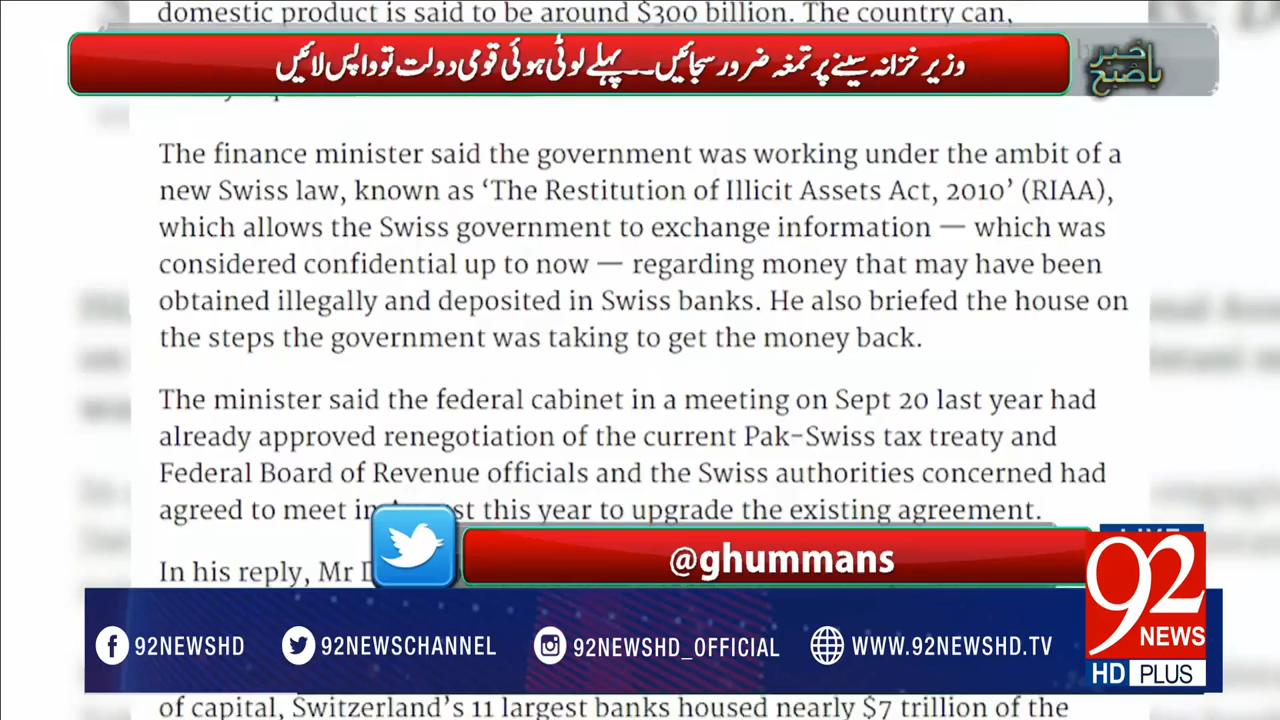 domestic product is said to be around $300 billion. The country can,
وزیر خزانہ سینے پر تمغہ ضرور سجائیں۔۔ پہلے لوٹی ہوئی قومی دولت تو واپس لائیں
باخبر صبح
The finance minister said the government was working under the ambit of a
new Swiss law, known as ‘The Restitution of Illicit Assets Act, 2010’ (RIAA),
which allows the Swiss government to exchange information — which was
considered confidential up to now — regarding money that may have been
obtained illegally and deposited in Swiss banks. He also briefed the house on
the steps the government was taking to get the money back.
The minister said the federal cabinet in a meeting on Sept 20 last year had
already approved renegotiation of the current Pak-Swiss tax treaty and
Federal Board of Revenue officials and the Swiss authorities concerned had
agreed to meet in st this year to upgrade the existing agreement.
In his reply, Mr D
@ghummans
LIVE
92
NEWS
HD PLUS
92NEWSHD 92NEWSCHANNEL 92NEWSHD_OFFICIAL WWW.92NEWSHD.TV
of capital, Switzerland's 11 largest banks housed nearly $7 trillion of the